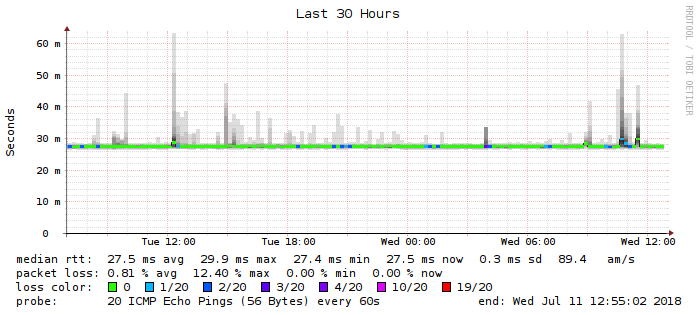 Last 30 Hours
RRDTOOL / TOBI OETIKER
Seconds
60 m
50 m
40 m
30 m
20 m
10 m
0
Tue 12:00 Tue 18:00 Wed 00:00 Wed 06:00 Wed 12:00
median rtt: 27.5 ms avg 29.9 ms max 27.4 ms min 27.5 ms now 0.3 ms sd 89.4 am/s
packet loss: 0.81 % avg 12.40 % max 0.00 % min 0.00 % now
loss color: 0 1/20 2/20 3/20 4/20 10/20 19/20
probe: 20 ICMP Echo Pings (56 Bytes) every 60s end: Wed Jul 11 12:55:02 2018